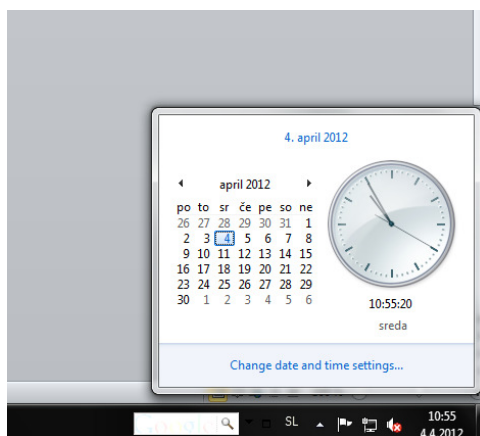 4. april 2012
april 2012
po to sr če pe so ne
26 27 28 29 30 31 1
2 3 4 5 6 7 8
9 10 11 12 13 14 15
16 17 18 19 20 21 22
23 24 25 26 27 28 29
30 1 2 3 4 5 6
10:55:20
sreda
Change date and time settings...
SL
10:55
4.4.2012